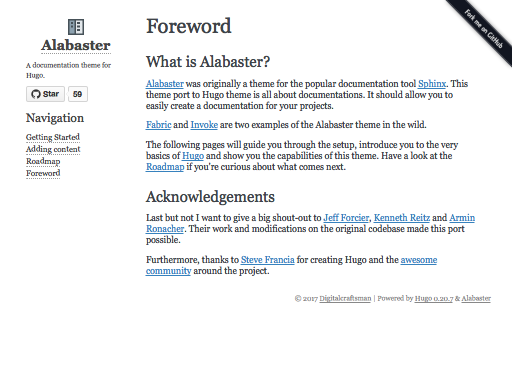 Fork me on GitHub
Alabaster
A documentation theme for
Hugo.
Star 59
Navigation
Getting Started
Adding content
Roadmap
Foreword
Foreword
What is Alabaster?
Alabaster was originally a theme for the popular documentation tool Sphinx. This
theme port to Hugo theme is all about documentations. It should allow you to
easily create a documentation for your projects.
Fabric and Invoke are two examples of the Alabaster theme in the wild.
The following pages will guide you through the setup, introduce you to the very
basics of Hugo and show you the capabilities of this theme. Have a look at the
Roadmap if you're curious about what comes next.
Acknowledgements
Last but not I want to give a big shout-out to Jeff Forcier, Kenneth Reitz and Armin
Ronacher. Their work and modifications on the original codebase made this port
possible.
Furthermore, thanks to Steve Francia for creating Hugo and the awesome
community around the project.
© 2017 Digitalcraftsman | Powered by Hugo 0.20.7 & Alabaster